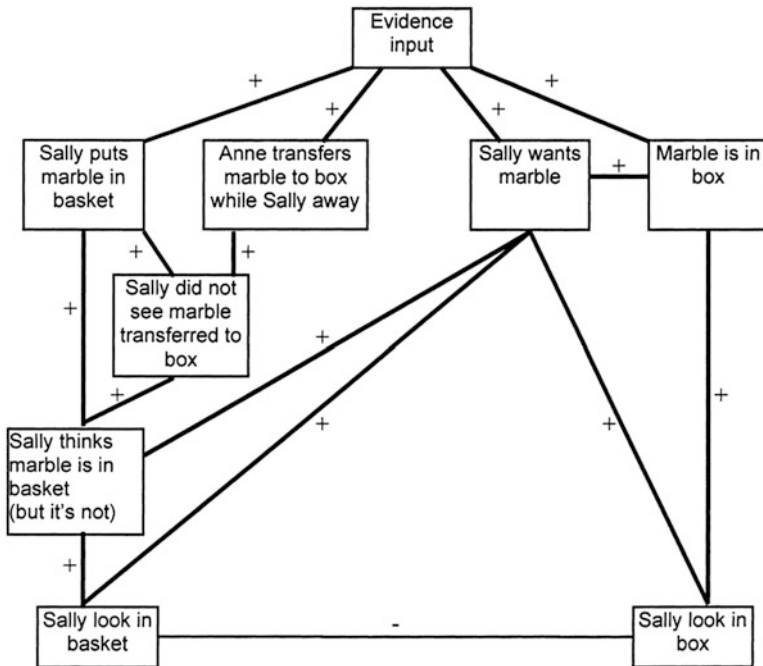 Evidence
input
+
+
+
+
Sally puts
marble in
basket
Anne transfers
marble to box
while Sally away
Sally wants
marble
+
Marble is in
box
+
+
Sally did not
see marble
transferred to
box
+
+
+
Sally thinks
marble is in
basket
(but it's not)
+
+
+
+
Sally look in
basket
-
Sally look in
box